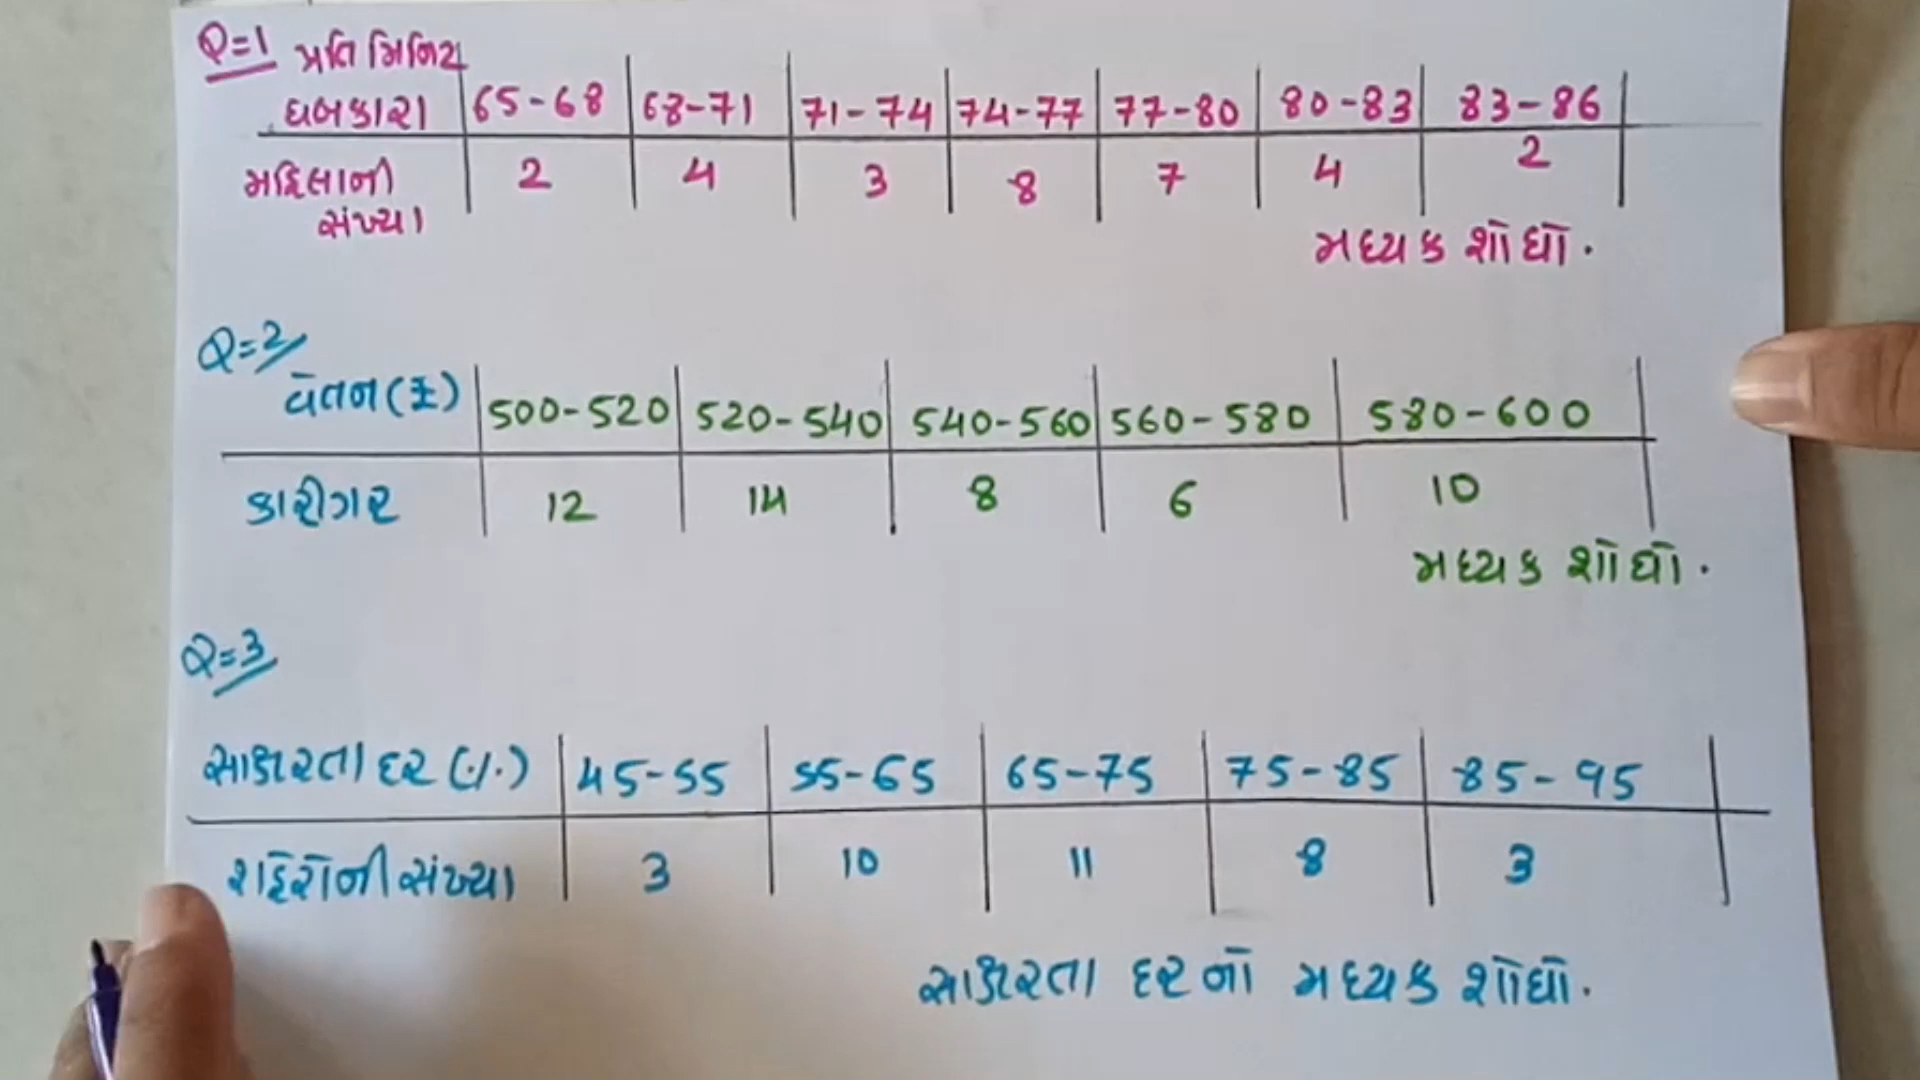 Q=1 પ્રતિ મિનિટ
ધબકારા 65-68 68-71 71-74 74-77 77-80 80-83 83-86
મહિલાની 2 4 3 8 7 4 2
સંખ્યા
મધ્યક શોધો.
Q=2
વેતન (₹) 500-520 520-540 540-560 560-580 580-600
કારીગર 12 14 8 6 10
મધ્યક શોધો.
Q=3
સાક્ષરતા દર (%) 45-55 55-65 65-75 75-85 85-95
શહેરોની સંખ્યા 3 10 11 8 3
સાક્ષરતા દરનો મધ્યક શોધો.